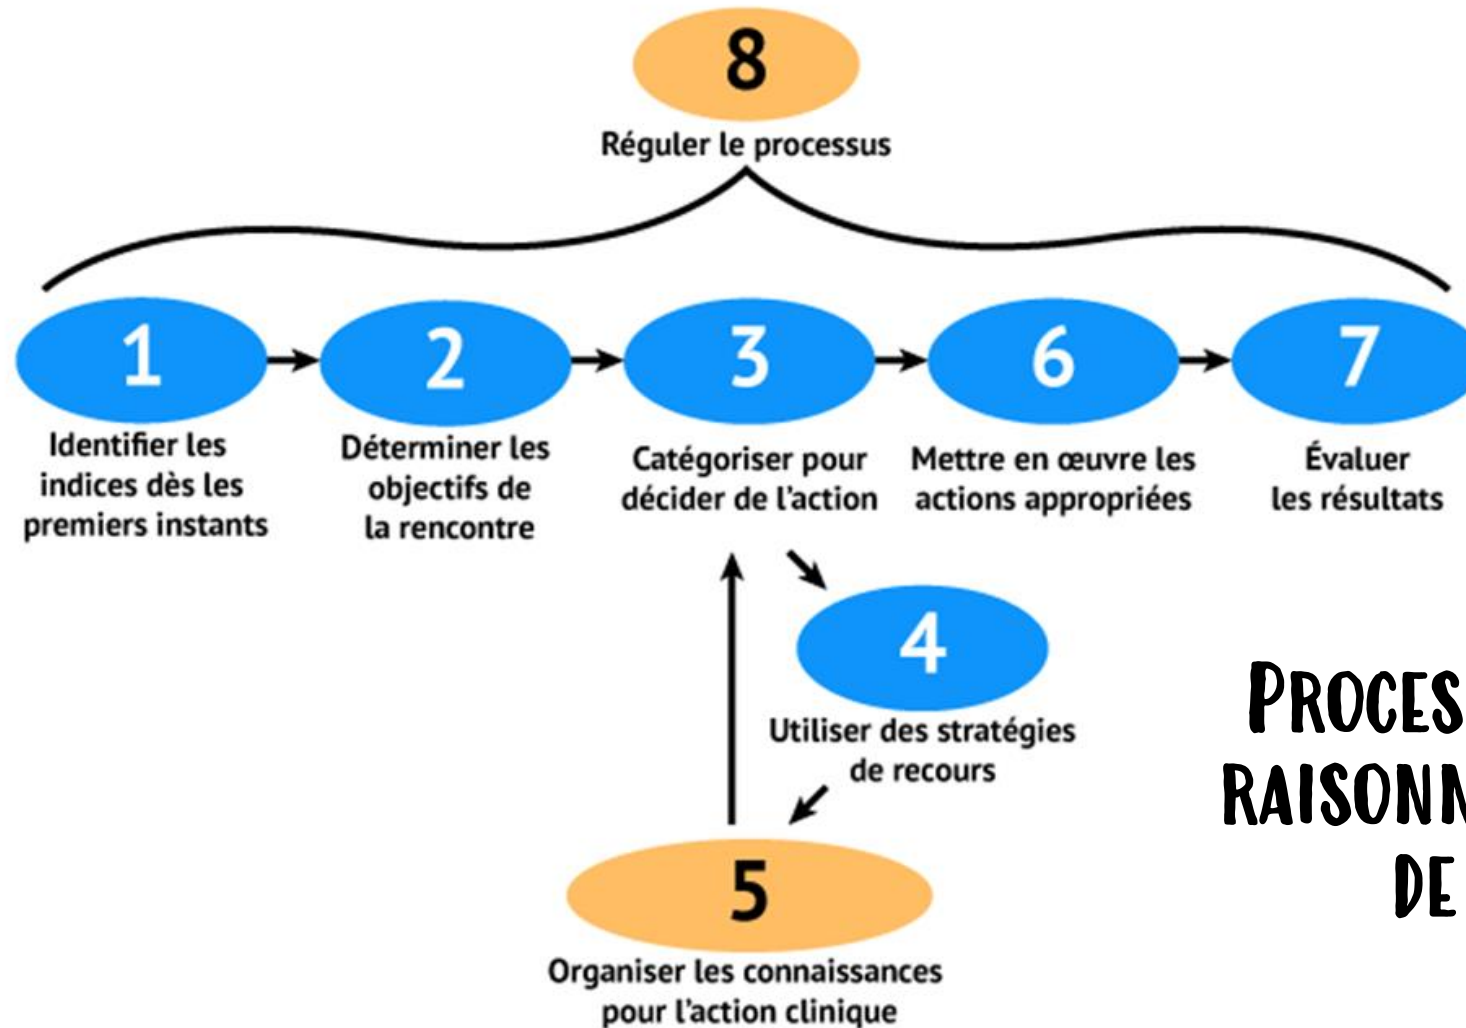 8
Réguler le processus
1
Identifier les
indices dès les
premiers instants
2
Déterminer les
objectifs de
la rencontre
3
Catégoriser pour
décider de l'action
6
Mettre en œuvre les
actions appropriées
7
Évaluer
les résultats
4
Utiliser des stratégies
de recours
5
Organiser les connaissances
pour l'action clinique
DE